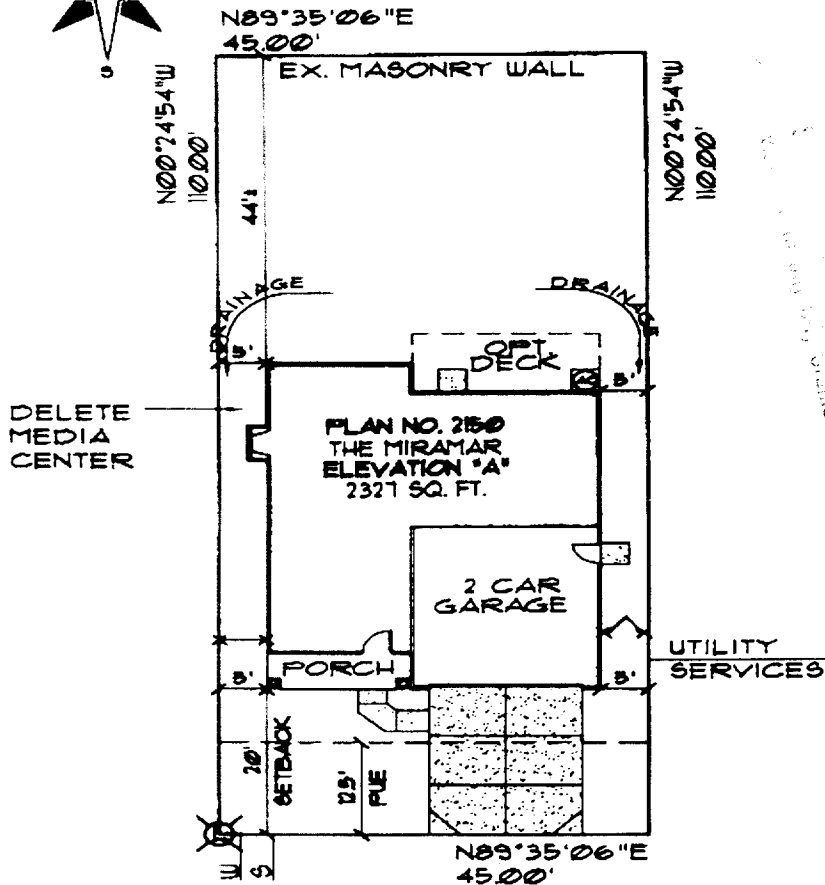 S
N89°35'06"E
45.00'
EX. MASONRY WALL
N00°24'54"W
110.00'
N00°24'54"W
110.00'
44'±
DRAINAGE
DRAINAGE
5'
OPT.
DECK
5'
DELETE
MEDIA
CENTER
PLAN NO. 2150
THE MIRAMAR
ELEVATION "A"
2327 SQ. FT.
2 CAR
GARAGE
UTILITY
SERVICES
PORCH
5'
5'
20'
SETBACK
12.5'
PUE
W
S
N89°35'06"E
45.00'